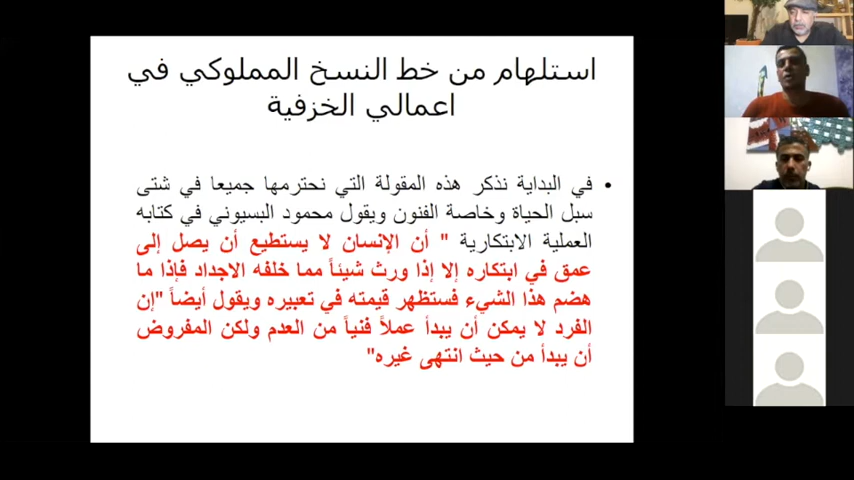 استلهام من خط النسخ المملوكي في
اعمالي الخزفية
• في البداية نذكر هذه المقولة التي نحترمها جميعا في شتى
سبل الحياة وخاصة الفنون ويقول محمود البسيوني في كتابه
العملية الابتكارية " أن الإنسان لا يستطيع أن يصل إلى
عمق في ابتكاره إلا إذا ورث شيئاً مما خلفه الاجداد فإذا ما
هضم هذا الشيء فستظهر قيمته في تعبيره ويقول أيضاً "إن
الفرد لا يمكن أن يبدأ عملاً فنياً من العدم ولكن المفروض
أن يبدأ من حيث انتهى غيره"